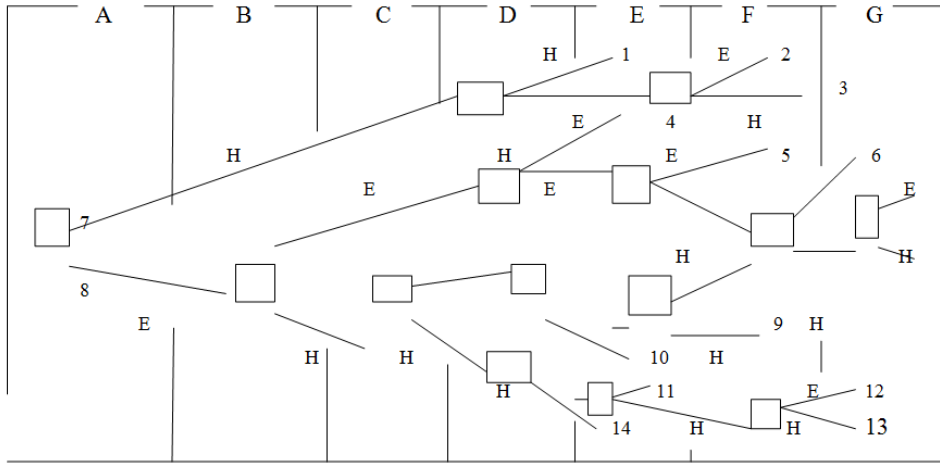 A B C D E F G
H 1 E 2
3
E 4 H
H H E 5 6
E E E
7
H H
8
E 9 H
H H 10 H
H 11 E 12
14 H H 13